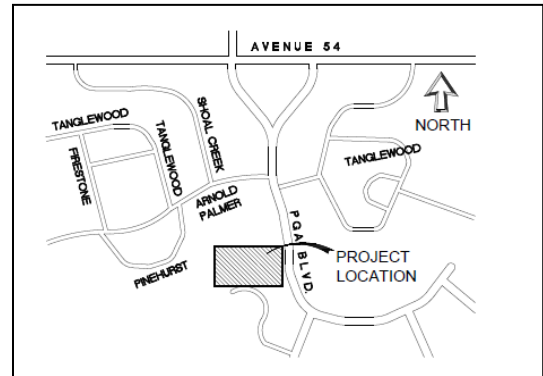 AVENUE 54
NORTH
SHOAL CREEK
TANGLEWOOD
TANGLEWOOD
FIRESTONE
TANGLEWOOD
ARNOLD
PALMER
PGA BLVD.
PINEHURST
PROJECT
LOCATION